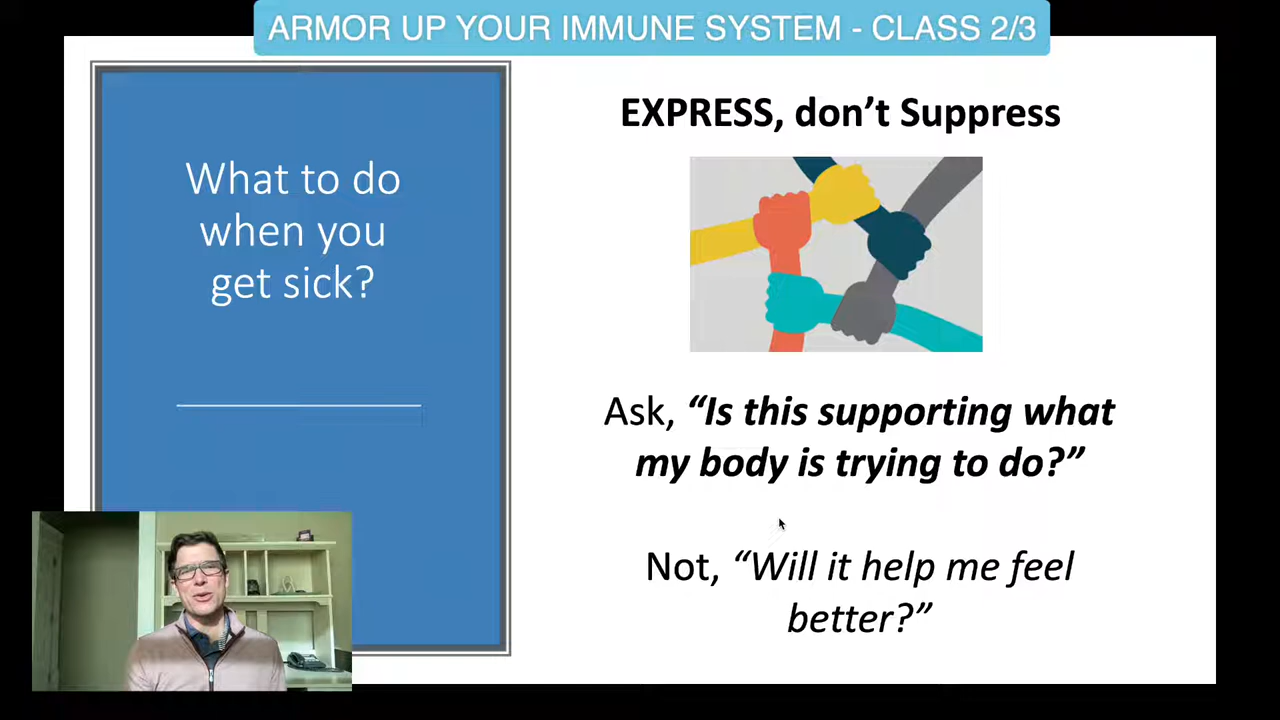 ARMOR UP YOUR IMMUNE SYSTEM - CLASS 2/3
What to do
when you
get sick?
EXPRESS, don’t Suppress
Ask, “Is this supporting what
my body is trying to do?”
Not, “Will it help me feel
better?”